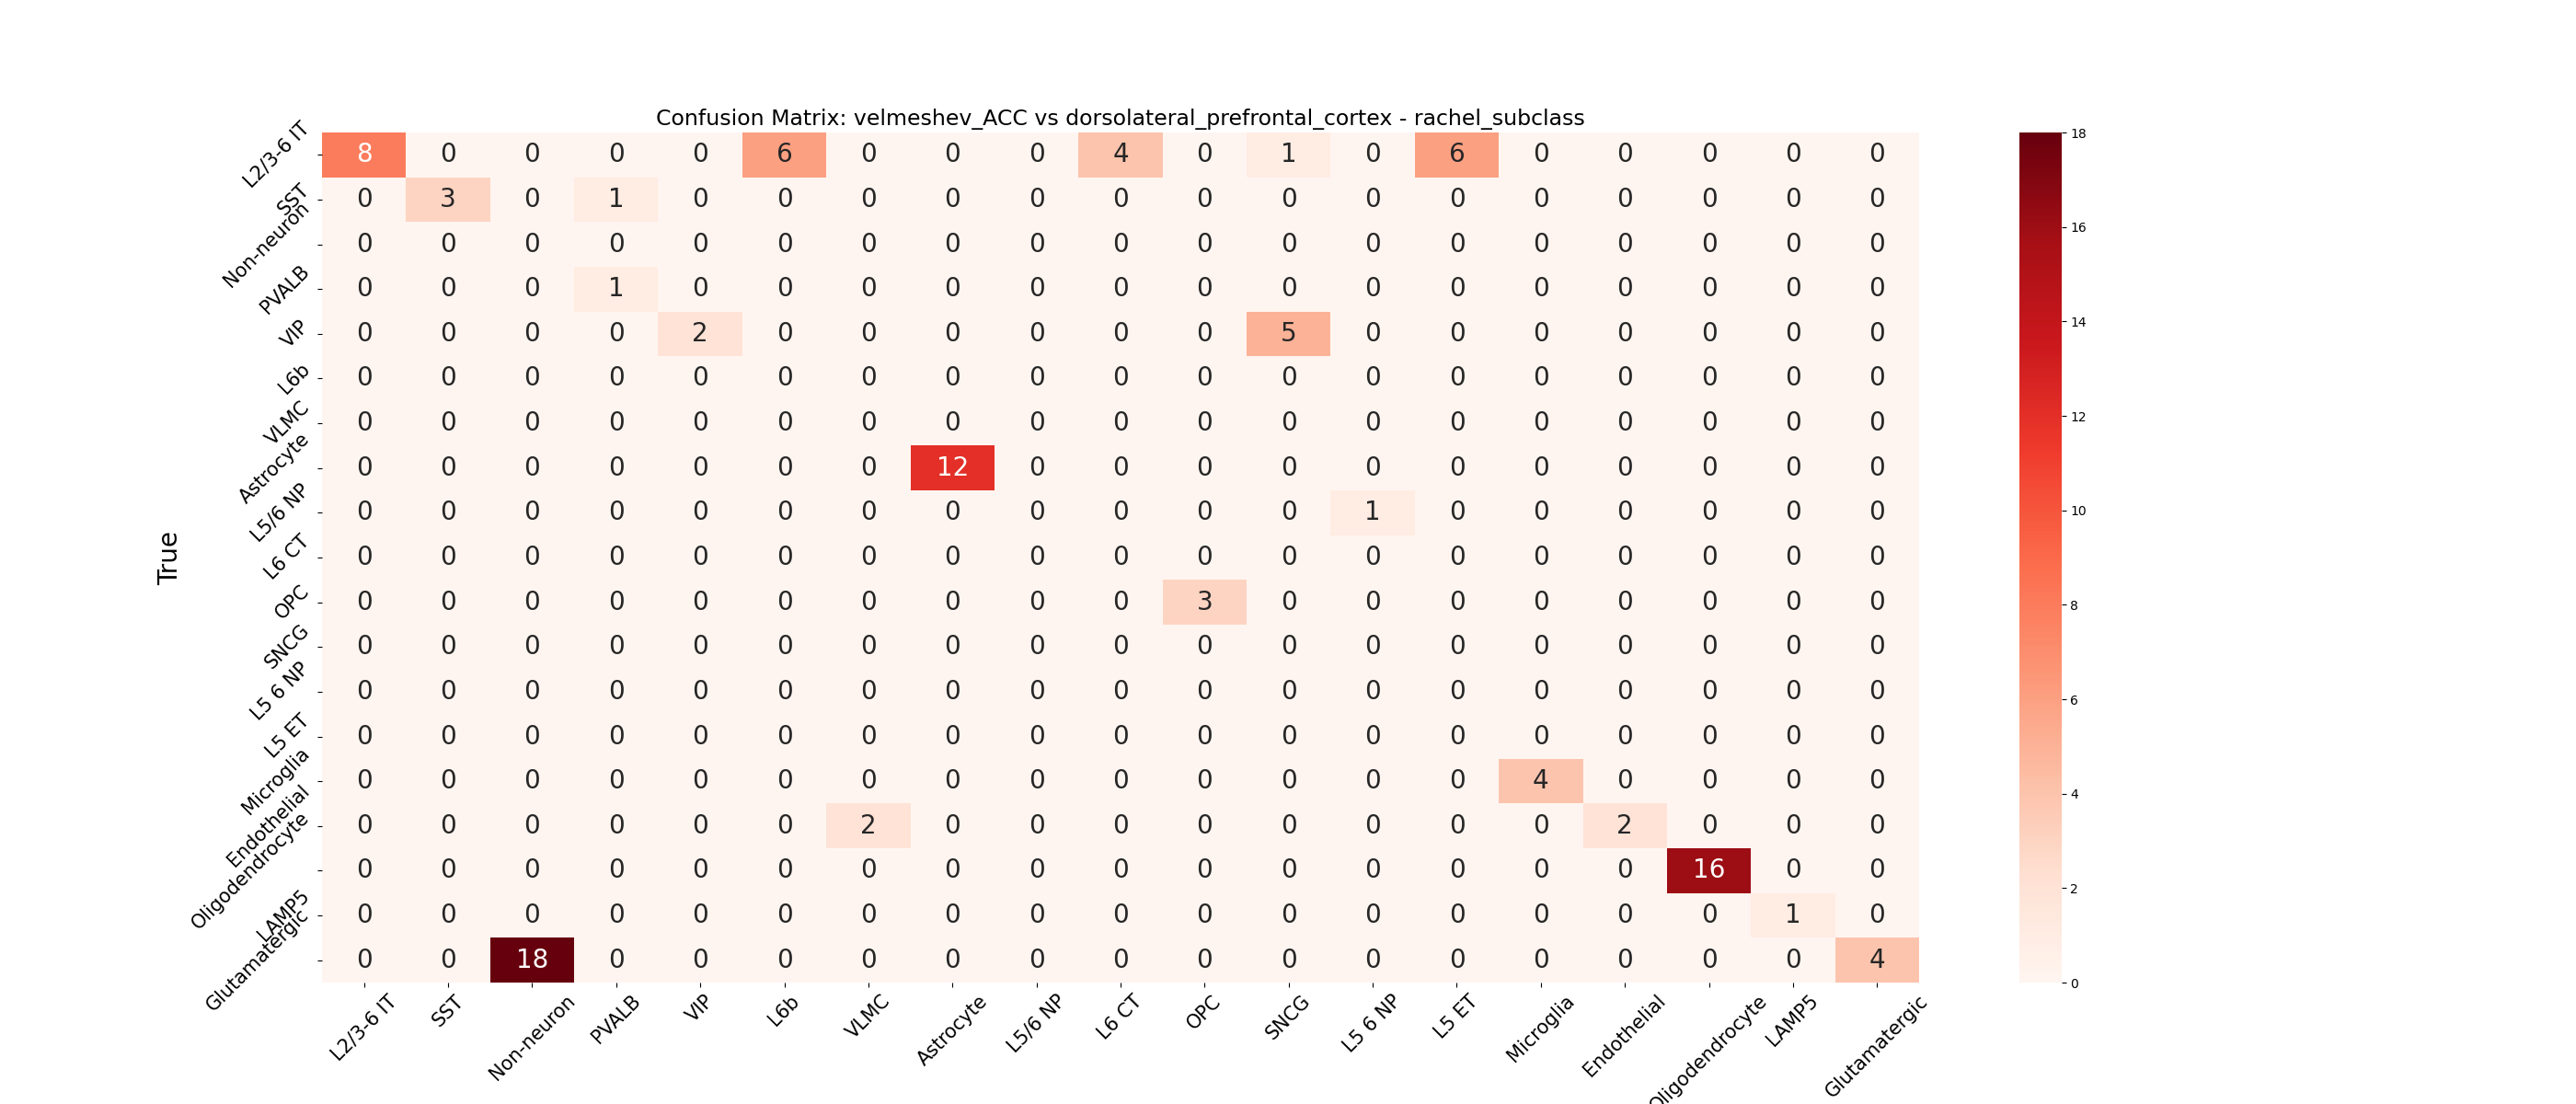 Confusion Matrix: velmeshev_ACC vs dorsolateral_prefrontal_cortex - rachel_subclass
True
L2/3-6 IT 8 0 0 0 0 6 0 0 0 4 0 1 0 6 0 0 0 0 0
SST 0 3 0 1 0 0 0 0 0 0 0 0 0 0 0 0 0 0 0
Non-neuron 0 0 0 0 0 0 0 0 0 0 0 0 0 0 0 0 0 0 0
PVALB 0 0 0 1 0 0 0 0 0 0 0 0 0 0 0 0 0 0 0
VIP 0 0 0 0 2 0 0 0 0 0 0 5 0 0 0 0 0 0 0
L6b 0 0 0 0 0 0 0 0 0 0 0 0 0 0 0 0 0 0 0
VLMC 0 0 0 0 0 0 0 0 0 0 0 0 0 0 0 0 0 0 0
Astrocyte 0 0 0 0 0 0 0 12 0 0 0 0 0 0 0 0 0 0 0
L5/6 NP 0 0 0 0 0 0 0 0 0 0 0 0 1 0 0 0 0 0 0
L6 CT 0 0 0 0 0 0 0 0 0 0 0 0 0 0 0 0 0 0 0
OPC 0 0 0 0 0 0 0 0 0 0 3 0 0 0 0 0 0 0 0
SNCG 0 0 0 0 0 0 0 0 0 0 0 0 0 0 0 0 0 0 0
L5 6 NP 0 0 0 0 0 0 0 0 0 0 0 0 0 0 0 0 0 0 0
L5 ET 0 0 0 0 0 0 0 0 0 0 0 0 0 0 0 0 0 0 0
Microglia 0 0 0 0 0 0 0 0 0 0 0 0 0 0 4 0 0 0 0
Endothelial 0 0 0 0 0 0 2 0 0 0 0 0 0 0 0 2 0 0 0
Oligodendrocyte 0 0 0 0 0 0 0 0 0 0 0 0 0 0 0 0 16 0 0
LAMP5 0 0 0 0 0 0 0 0 0 0 0 0 0 0 0 0 0 1 0
Glutamatergic 0 0 18 0 0 0 0 0 0 0 0 0 0 0 0 0 0 0 4
L2/3-6 IT SST Non-neuron PVALB VIP L6b VLMC Astrocyte L5/6 NP L6 CT OPC SNCG L5 6 NP L5 ET Microglia Endothelial Oligodendrocyte LAMP5 Glutamatergic
18
16
14
12
10
8
6
4
2
0